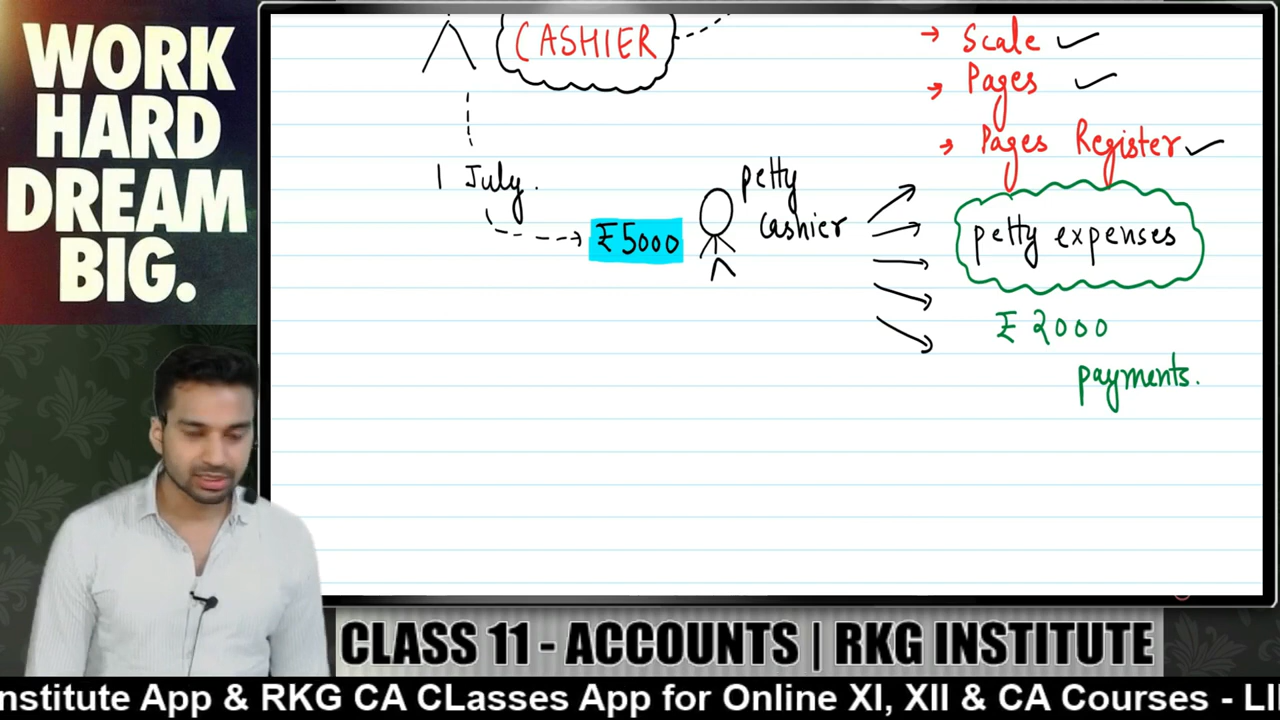 WORK
HARD
DREAM
BIG.
CASHIER
→ Scale ✓
→ Pages ✓
→ Pages Register ✓
1 July.
₹5000
petty
cashier
petty expenses
₹ 2000
payments.
CLASS 11 - ACCOUNTS | RKG INSTITUTE
nstitute App & RKG CA CLasses App for Online XI, XII & CA Courses - LI